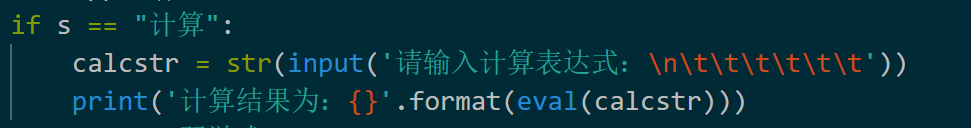 if s == "计算":
calcstr = str(input('请输入计算表达式：\n\t\t\t\t\t\t'))
print('计算结果为：{}'.format(eval(calcstr)))